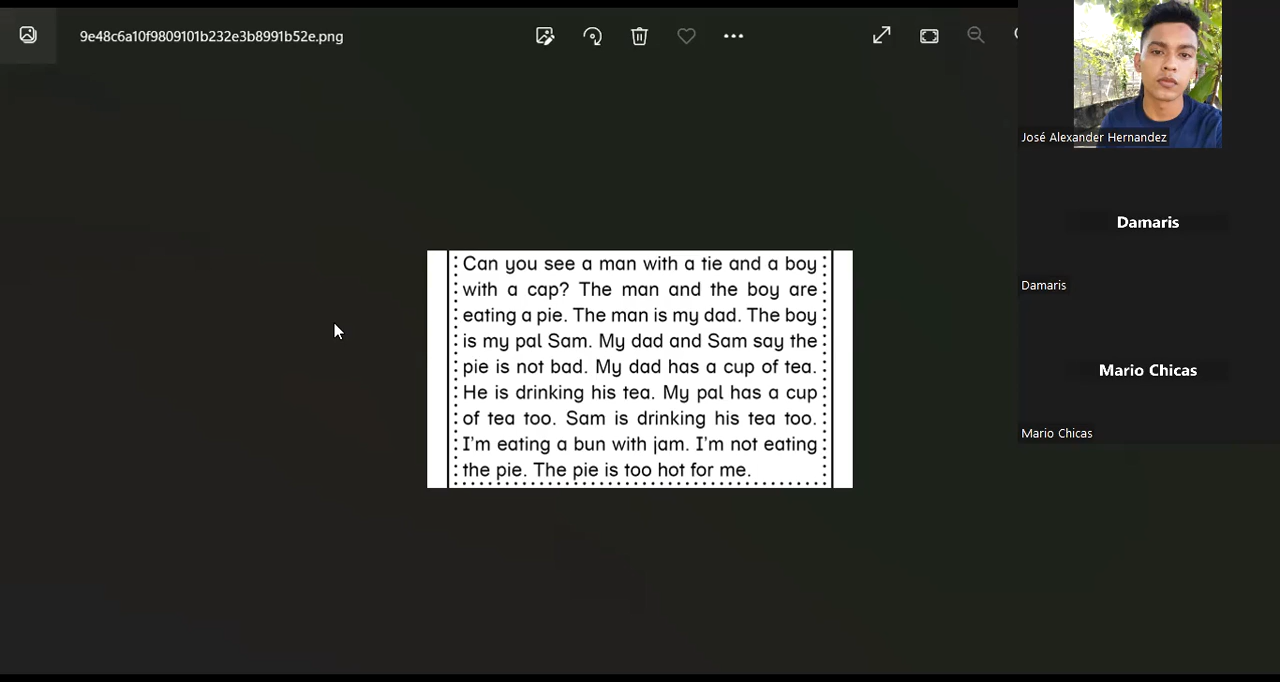 9e48c6a10f9809101b232e3b8991b52e.png
José Alexander Hernandez
Damaris
Damaris
Mario Chicas
Mario Chicas
Can you see a man with a tie and a boy
with a cap? The man and the boy are
eating a pie. The man is my dad. The boy
is my pal Sam. My dad and Sam say the
pie is not bad. My dad has a cup of tea.
He is drinking his tea. My pal has a cup
of tea too. Sam is drinking his tea too.
I'm eating a bun with jam. I'm not eating
the pie. The pie is too hot for me.